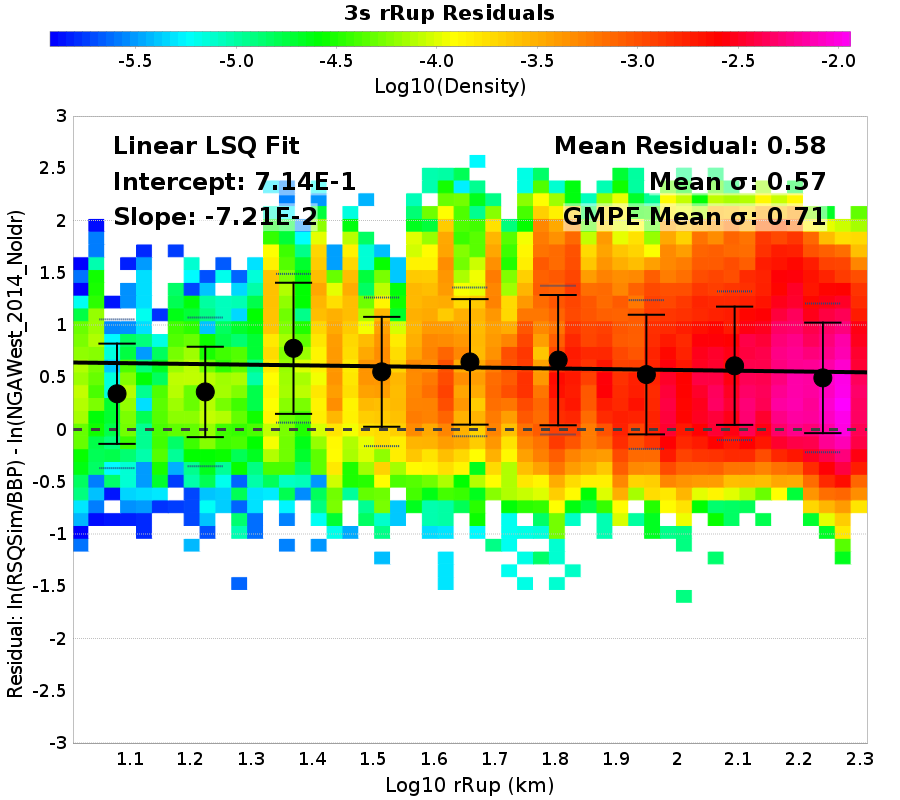 3s rRup Residuals
-5.5 -5.0 -4.5 -4.0 -3.5 -3.0 -2.5 -2.0
Log10(Density)
Linear LSQ Fit
Intercept: 7.14E-1
Slope: -7.21E-2
Mean Residual: 0.58
Mean σ: 0.57
GMPE Mean σ: 0.71
3
2.5
2
1.5
1
0.5
0
-0.5
-1
-1.5
-2
-2.5
-3
Residual: ln(RSQSim/BBP) - ln(NGAWest_2014_NoIdr)
1.1 1.2 1.3 1.4 1.5 1.6 1.7 1.8 1.9 2 2.1 2.2 2.3
Log10 rRup (km)